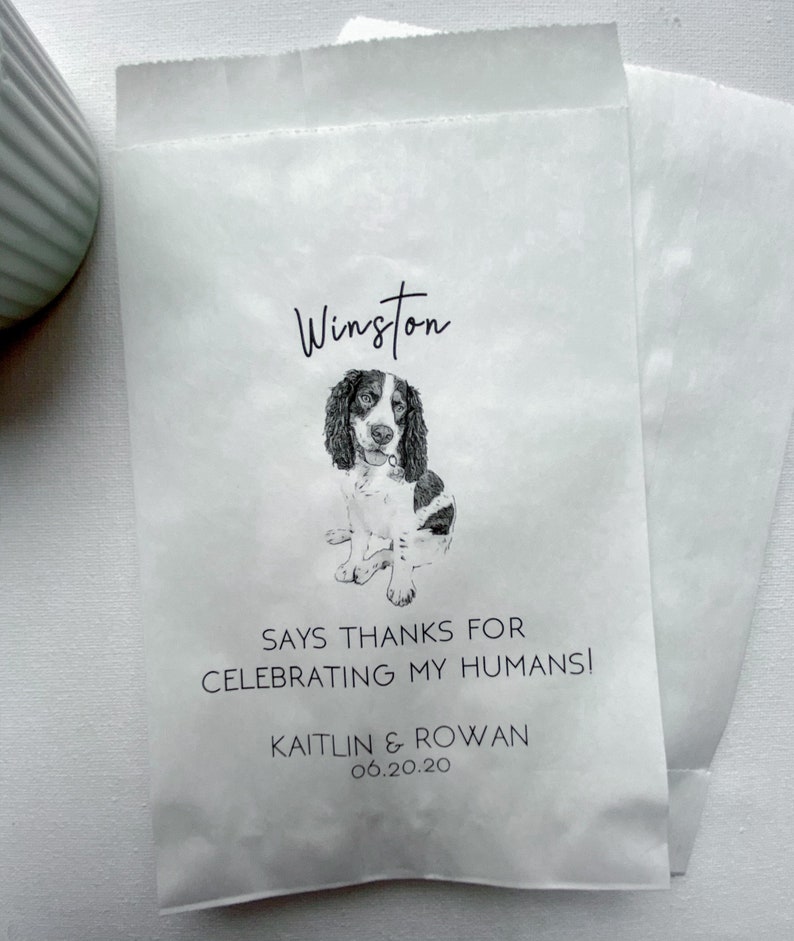 Winston
SAYS THANKS FOR
CELEBRATING MY HUMANS!
KAITLIN & ROWAN
06.20.20